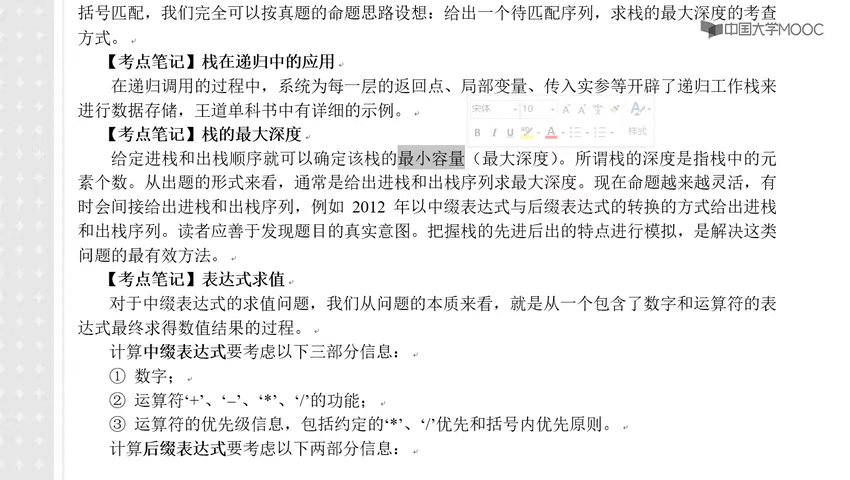 括号匹配，我们完全可以按真题的命题思路设想：给出一个待匹配序列，求栈的最大深度的考查
方式。
中国大学MOOC
【考点笔记】栈在递归中的应用
在递归调用的过程中，系统为每一层的返回点、局部变量、传入实参等开辟了递归工作栈来
进行数据存储，王道单科书中有详细的示例。
宋体 10
【考点笔记】栈的最大深度
B I U A 样式
给定进栈和出栈顺序就可以确定该栈的最小容量（最大深度）。所谓栈的深度是指栈中的元
素个数。从出题的形式来看，通常是给出进栈和出栈序列求最大深度。现在命题越来越灵活，有
时会间接给出进栈和出栈序列，例如 2012 年以中缀表达式与后缀表达式的转换的方式给出进栈
和出栈序列。读者应善于发现题目的真实意图。把握栈的先进后出的特点进行模拟，是解决这类
问题的最有效方法。
【考点笔记】表达式求值
对于中缀表达式的求值问题，我们从问题的本质来看，就是从一个包含了数字和运算符的表
达式最终求得数值结果的过程。
计算中缀表达式要考虑以下三部分信息：
① 数字；
② 运算符‘+’、‘−’、‘*’、‘/’的功能；
③ 运算符的优先级信息，包括约定的‘*’、‘/’优先和括号内优先原则。
计算后缀表达式要考虑以下两部分信息：